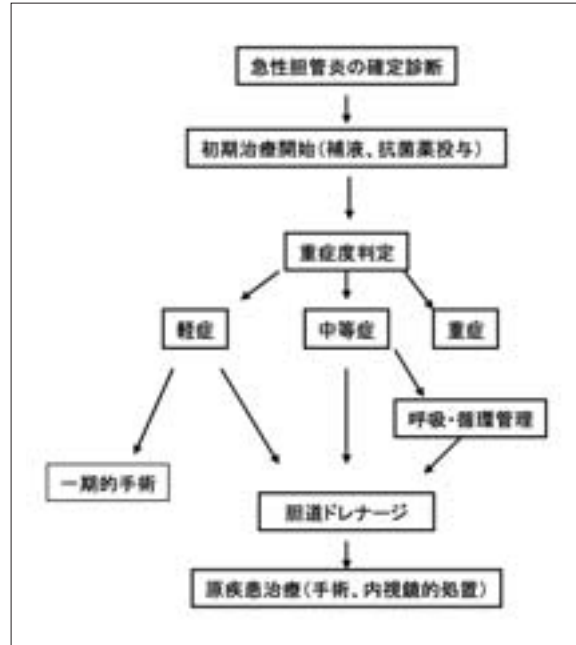 急性胆管炎の確定診断
初期治療開始(補液、抗菌薬投与)
重症度判定
軽症
中等症
重症
呼吸・循環管理
一期的手術
胆道ドレナージ
原疾患治療(手術、内視鏡的処置)